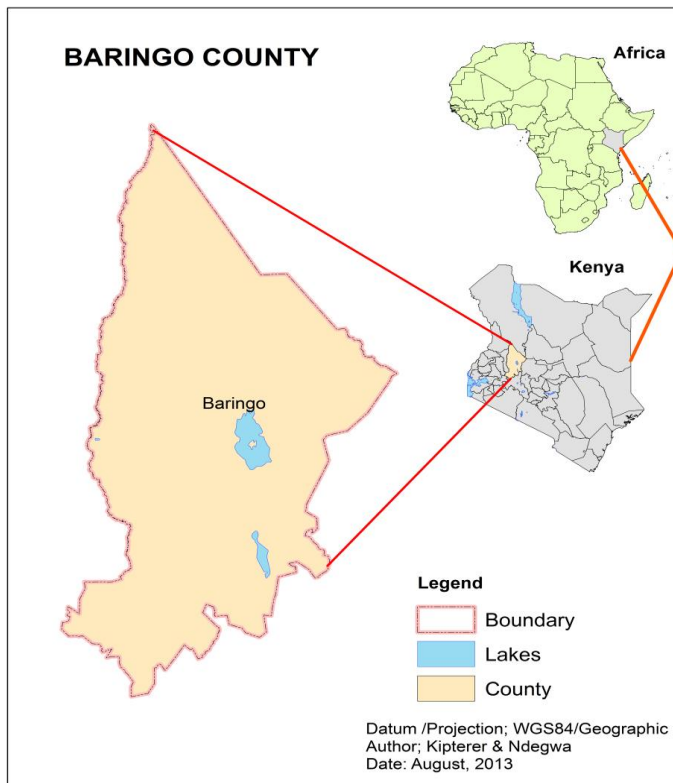 BARINGO COUNTY
Africa
Kenya
Baringo
Legend
Boundary
Lakes
County
Datum /Projection; WGS84/Geographic
Author; Kipterer & Ndegwa
Date: August, 2013